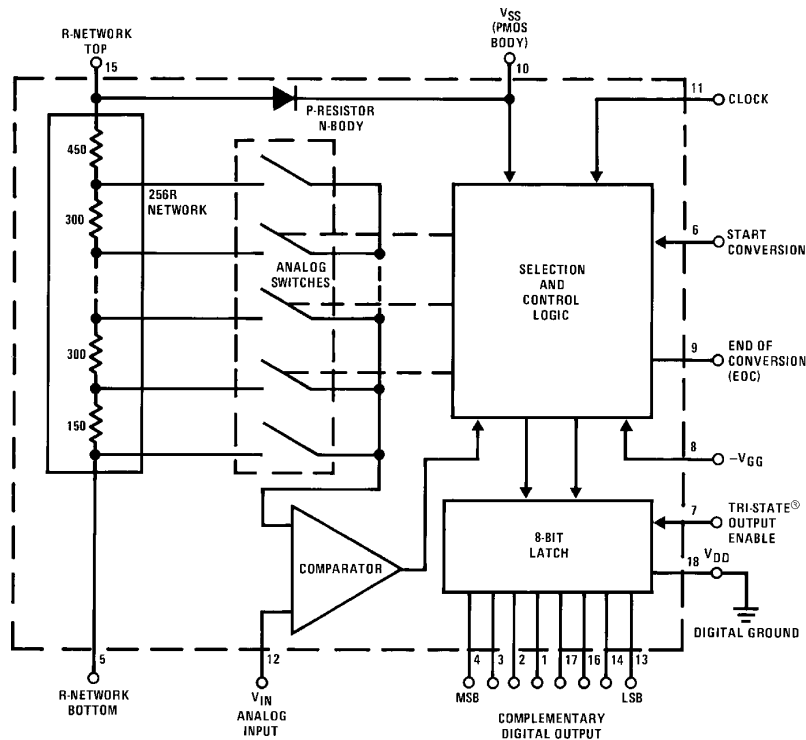 R-NETWORK
TOP
15
VSS
(PMOS
BODY)
10
11
CLOCK
P-RESISTOR
N-BODY
450
256R
NETWORK
300
ANALOG
SWITCHES
300
150
SELECTION
AND
CONTROL
LOGIC
6
START
CONVERSION
9
END OF
CONVERSION
(EOC)
8
–VGG
7
TRI-STATE®
OUTPUT
ENABLE
8-BIT
LATCH
18
VDD
DIGITAL GROUND
COMPARATOR
5
R-NETWORK
BOTTOM
12
VIN
ANALOG
INPUT
4 3 2 1 17 16 14 13
MSB LSB
COMPLEMENTARY
DIGITAL OUTPUT